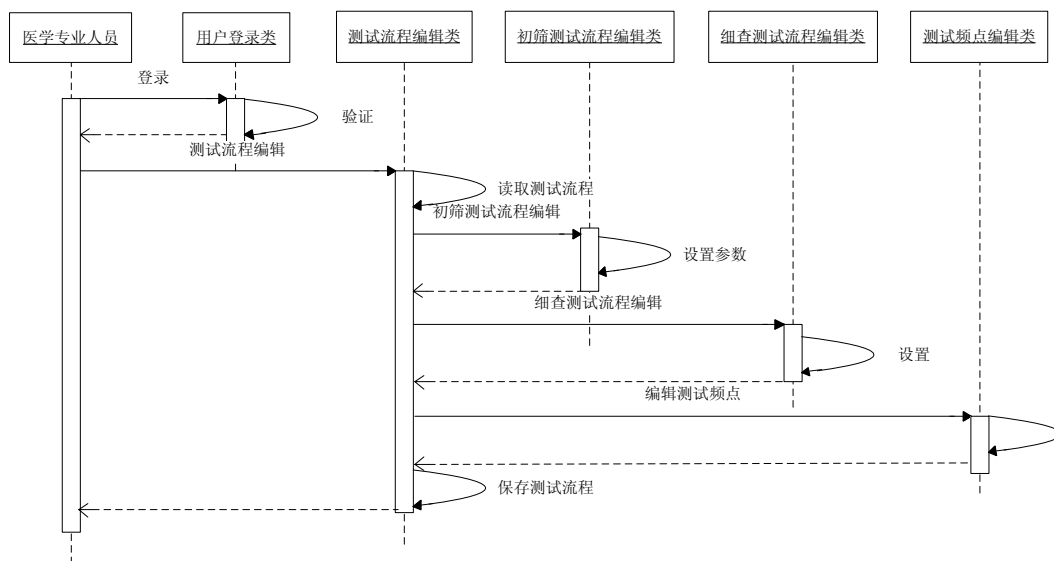 医学专业人员
用户登录类
测试流程编辑类
初筛测试流程编辑类
细查测试流程编辑类
测试频点编辑类
登录
验证
测试流程编辑
读取测试流程
初筛测试流程编辑
设置参数
细查测试流程编辑
设置
编辑测试频点
保存测试流程